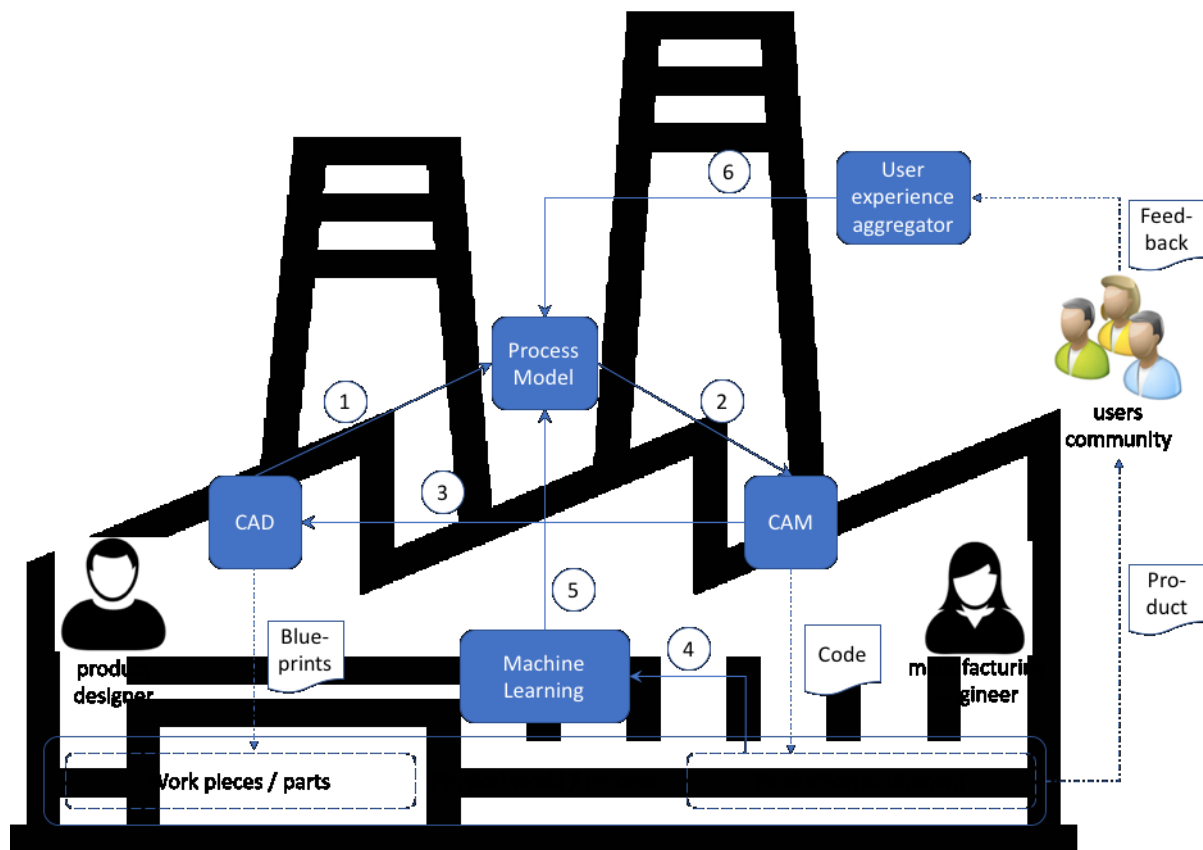 6
User
experience
aggregator
Feed-
back
Process
Model
1
2
users
community
3
CAD
CAM
5
Pro-
duct
Blue-
prints
Machine
Learning
4
Code
designer
Work pieces / parts